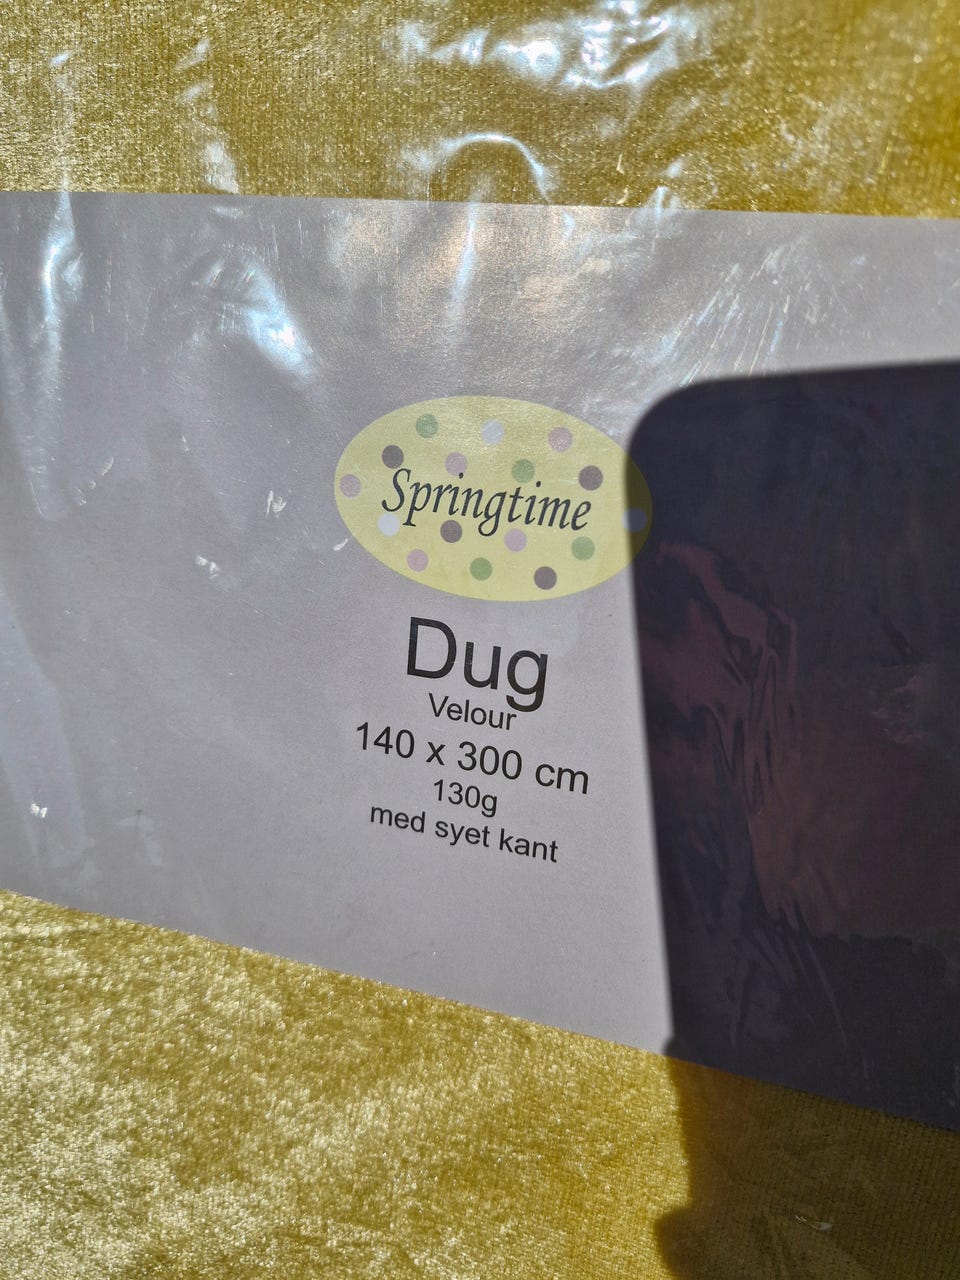 Springtime
Dug
Velour
140 x 300 cm
130g
med syet kant